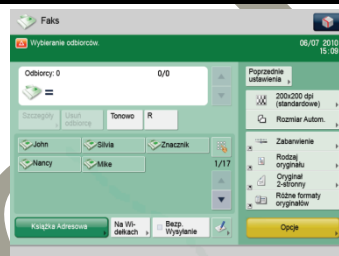 Faks
Wybieranie odbiorców.
06/07 2010
15:09
Odbiorcy: 0
0/0
=
Poprzednie
ustawienia
200x200 dpi
(standardowe)
Rozmiar Autom.
Szczegóły
Usuń
odbiorcę
Tonowo
R
John
Silvia
Znacznik
Nancy
Mike
1/17
Zabarwienie
Rodzaj
oryginału
Oryginał
2-stronny
Różne formaty
oryginałów
Książka Adresowa
Na Wi-
dełkach
Bezp.
Wysyłanie
Opcje